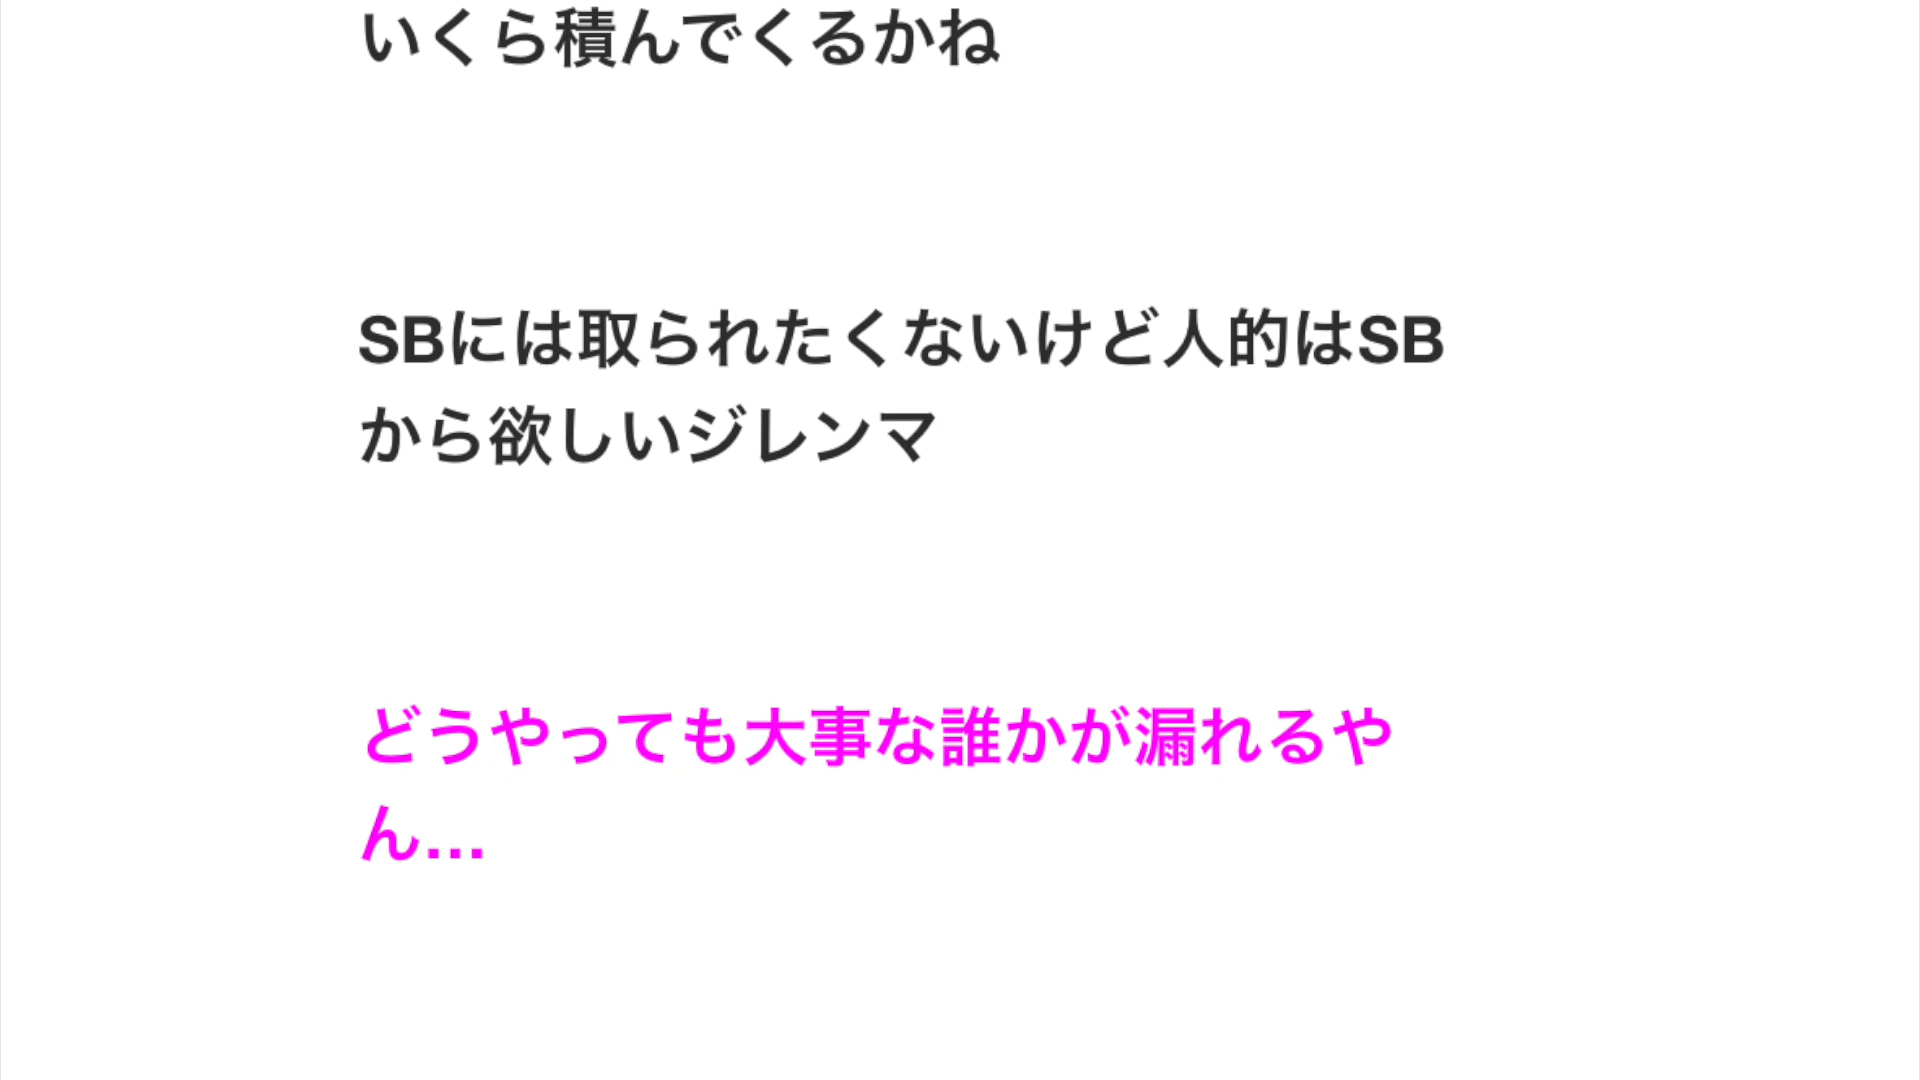 いくら積んでくるかね
SBには取られたくないけど人的はSB
から欲しいジレンマ
どうやっても大事な誰かが漏れるや
ん…